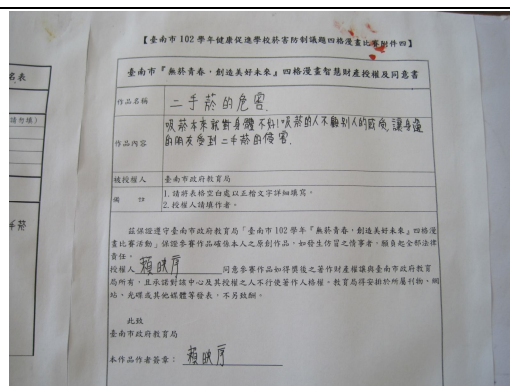 【臺南市 102 學年健康促進學校菸害防制議題四格漫畫比賽附件四】
臺南市『無菸青春，創造美好未來』四格漫畫智慧財產授權及同意書
作品名稱
二手菸的危害
作品內容
吸菸本來就對身體不好!吸菸的人不顧別人的感受,讓身邊
的朋友受到二手菸的侵害.
被授權人
臺南市政府教育局
備 註
1.請將表格空白處以正楷文字詳細填寫。
2.授權人請填作者。
茲保證遵守臺南市政府教育局「臺南市 102 學年『無菸青春，創造美好未來』四格漫
畫比賽活動」保證參賽作品確係本人之原創作品，如發生仿冒之情事者，願負起全部法律
責任。
授權人 賴映序 同意參賽作品如得獎後之著作財產權讓與臺南市政府教育
局所有，且承諾對該中心及其授權之人不行使著作人格權。教育局得安排於所屬刊物、網
站、光碟或其他媒體等發表，不另致酬。
此致
臺南市政府教育局
本作品作者簽章： 賴映序
名表
手菸